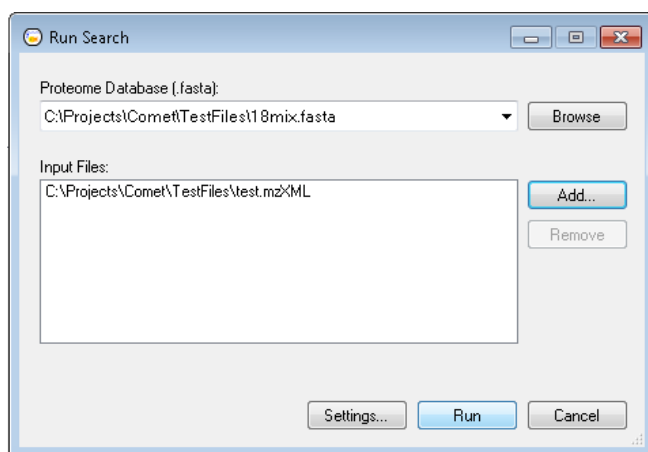 Run Search
Proteome Database (.fasta):
C:\Projects\Comet\TestFiles\18mix.fasta
Browse
Input Files:
C:\Projects\Comet\TestFiles\test.mzXML
Add...
Remove
Settings...
Run
Cancel